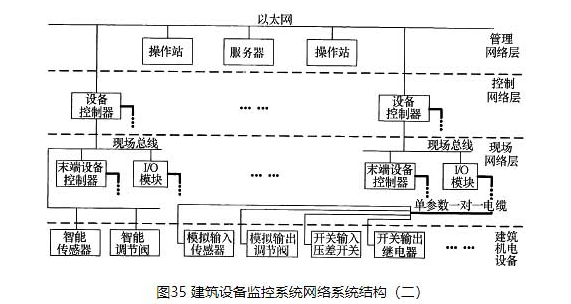 以太网
管理
网络层
操作站
服务器
操作站
控制
网络层
设备
控制器
... ...
设备
控制器
现场总线
现场总线
现场
网络层
末端设备
控制器
I/O
模块
... ...
末端设备
控制器
I/O
模块
单参数一对一电缆
智能
传感器
智能
调节阀
模拟输入
传感器
模拟输出
调节阀
开关输入
压差开关
开关输出
继电器
... ...
建筑
机电
设备
图35 建筑设备监控系统网络系统结构（二）